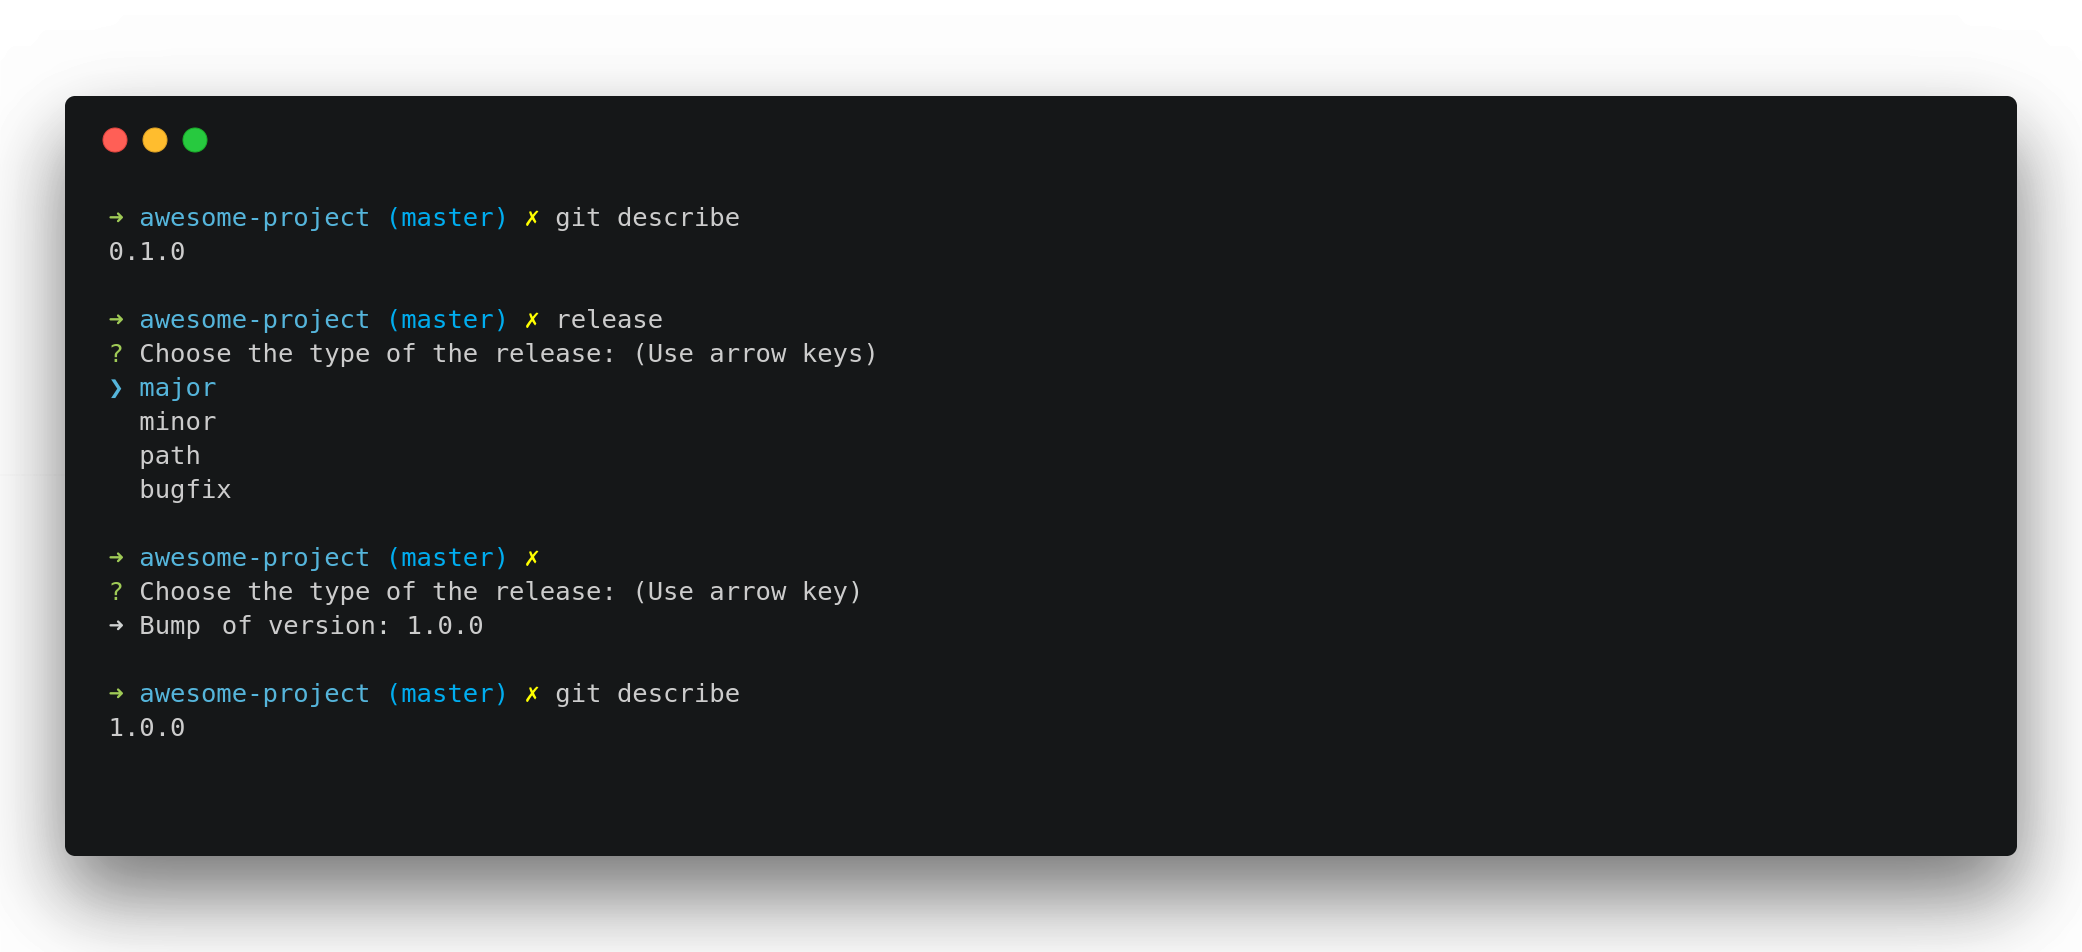 ➜ awesome-project (master) ✗ git describe
0.1.0
➜ awesome-project (master) ✗ release
? Choose the type of the release: (Use arrow keys)
❯ major
minor
path
bugfix
➜ awesome-project (master) ✗
? Choose the type of the release: (Use arrow key)
➜ Bump of version: 1.0.0
➜ awesome-project (master) ✗ git describe
1.0.0